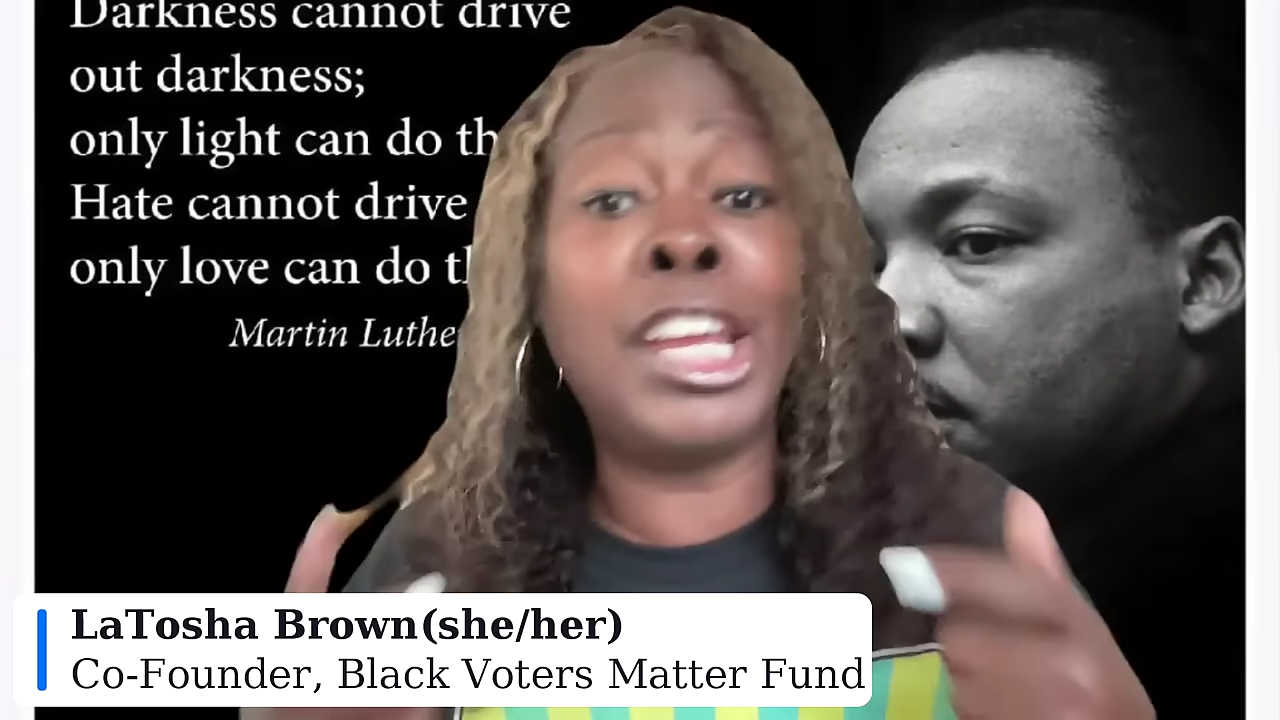 Darkness cannot drive
out darkness;
only light can do th
Hate cannot drive
only love can do t
Martin Luthe
LaTosha Brown(she/her)
Co-Founder, Black Voters Matter Fund